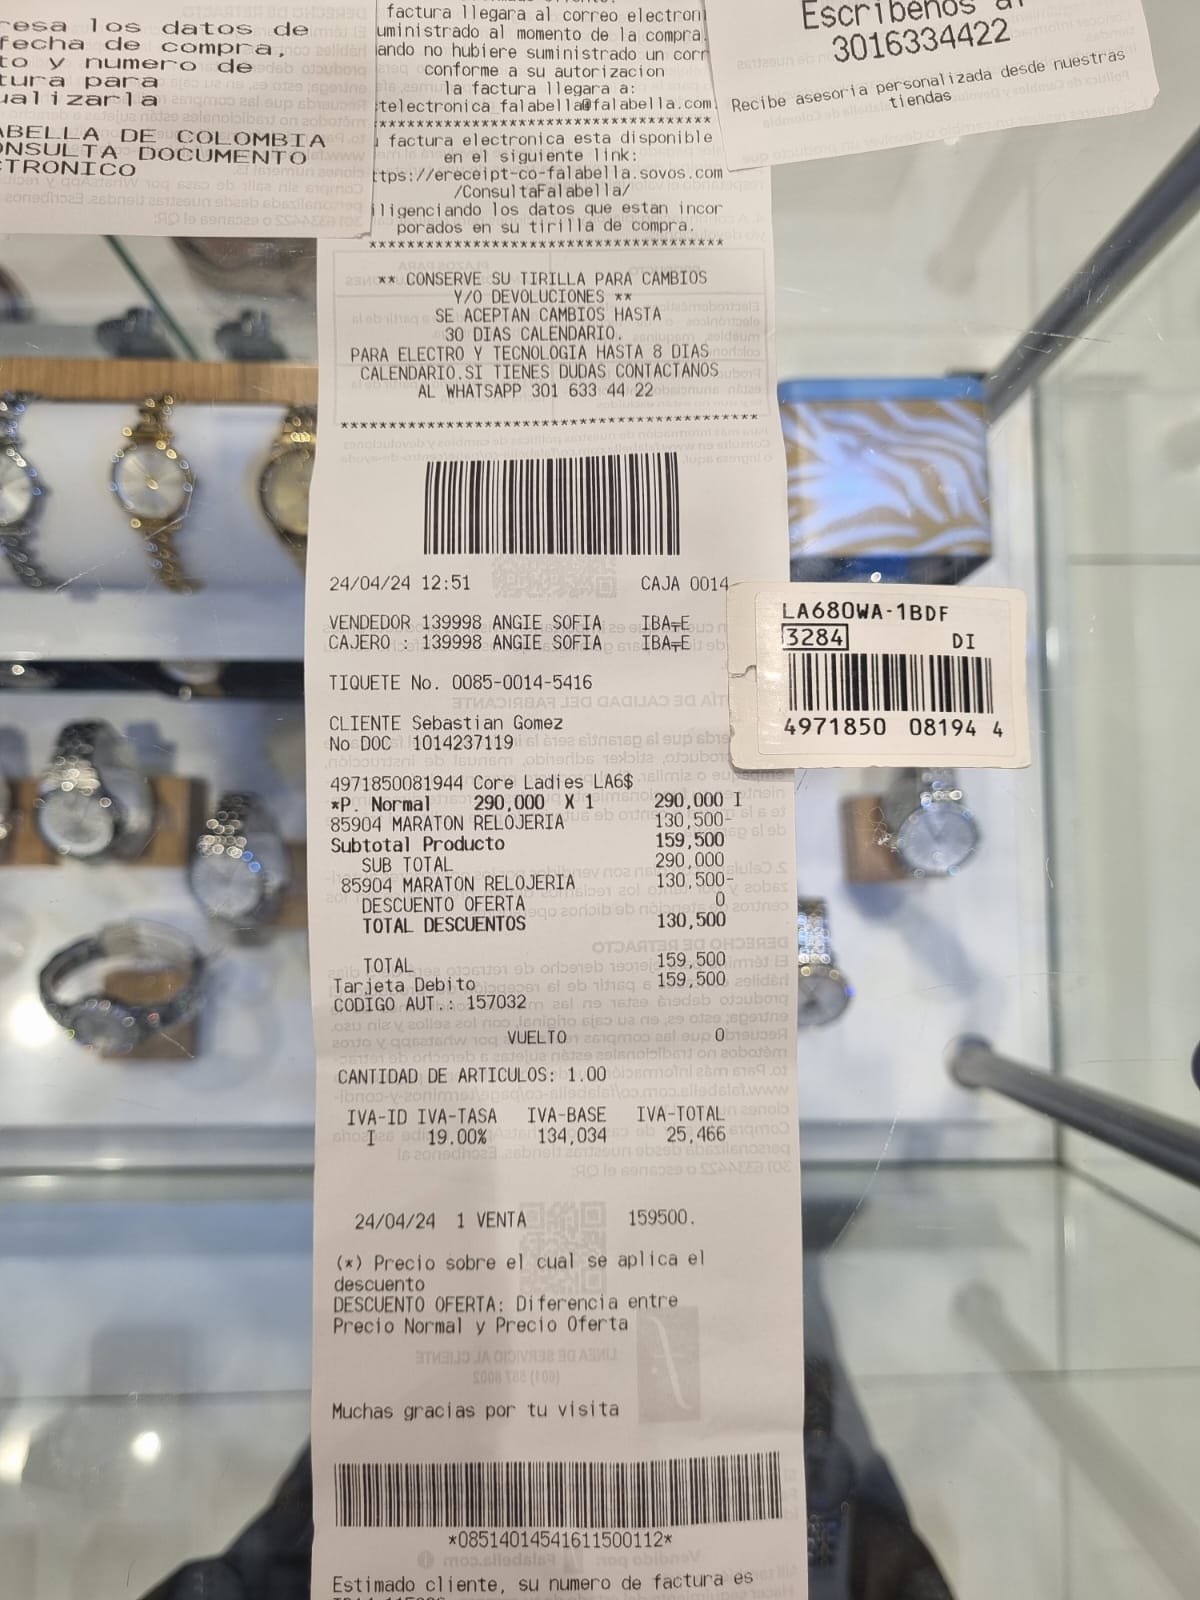 resa los datos de
fecha de compra,
to y numero de
tura para
ualizarla
ABELLA DE COLOMBIA
ONSULTA DOCUMENTO
CTRONICO
factura llegara al correo electroni
uministrado al momento de la compra.
ando no hubiere suministrado un corr
conforme a su autorizacion
la factura llegara a:
telectronica_falabella@falabella.com.
************************************
factura electronica esta disponible
en el siguiente link:
ttps://ereceipt-co-falabella.sovos.com
/ConsultaFalabella/
iligenciando los datos que estan incor
porados en su tirilla de compra.
Escribenos al
3016334422
Recibe asesoria personalizada desde nuestras
tiendas
** CONSERVE SU TIRILLA PARA CAMBIOS
Y/O DEVOLUCIONES **
SE ACEPTAN CAMBIOS HASTA
30 DIAS CALENDARIO.
PARA ELECTRO Y TECNOLOGIA HASTA 8 DIAS
CALENDARIO.SI TIENES DUDAS CONTACTANOS
AL WHATSAPP 301 633 44 22
24/04/24 12:51 CAJA 0014
VENDEDOR 139998 ANGIE SOFIA
CAJERO : 139998 ANGIE SOFIA
TIQUETE No. 0085-0014-5416
CLIENTE Sebastian Gomez
No DOC 1014237119
4971850081944 Core Ladies LA6$
*P. Normal 290,000 X 1 290,000 I
85904 MARATON RELOJERIA 130,500-
Subtotal Producto 159,500
SUB TOTAL 290,000
85904 MARATON RELOJERIA 130,500-
DESCUENTO OFERTA 0
TOTAL DESCUENTOS 130,500
TOTAL 159,500
Tarjeta Debito 159,500
CODIGO AUT.: 157032
VUELTO 0
CANTIDAD DE ARTICULOS: 1.00
IVA-ID IVA-TASA IVA-BASE IVA-TOTAL
I 19.00% 134,034 25,466
24/04/24 1 VENTA 159500.
(*) Precio sobre el cual se aplica el
descuento
DESCUENTO OFERTA: Diferencia entre
Precio Normal y Precio Oferta
Muchas gracias por tu visita
*08514014541611500112*
Estimado cliente, su numero de factura es
LA680WA-1BDF
3284 DI
4971850 08194 4